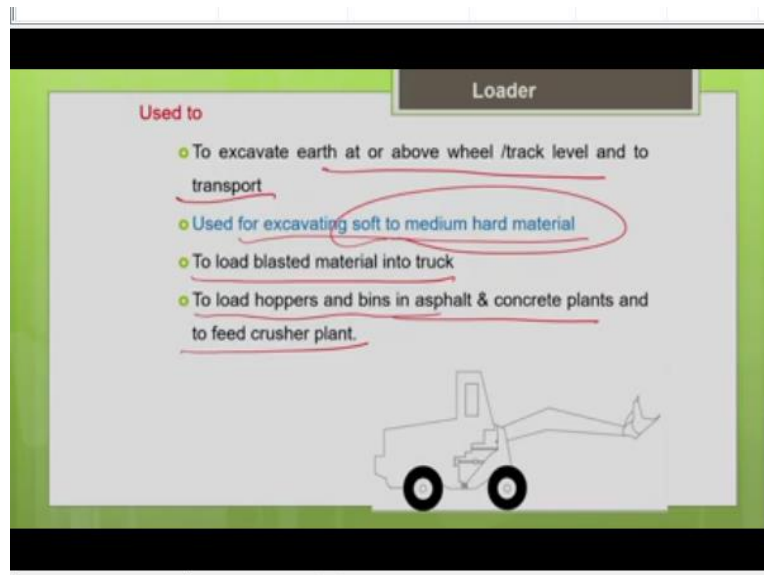 Loader
Used to
To excavate earth at or above wheel /track level and to
transport
Used for excavating soft to medium hard material
To load blasted material into truck
To load hoppers and bins in asphalt & concrete plants and
to feed crusher plant.